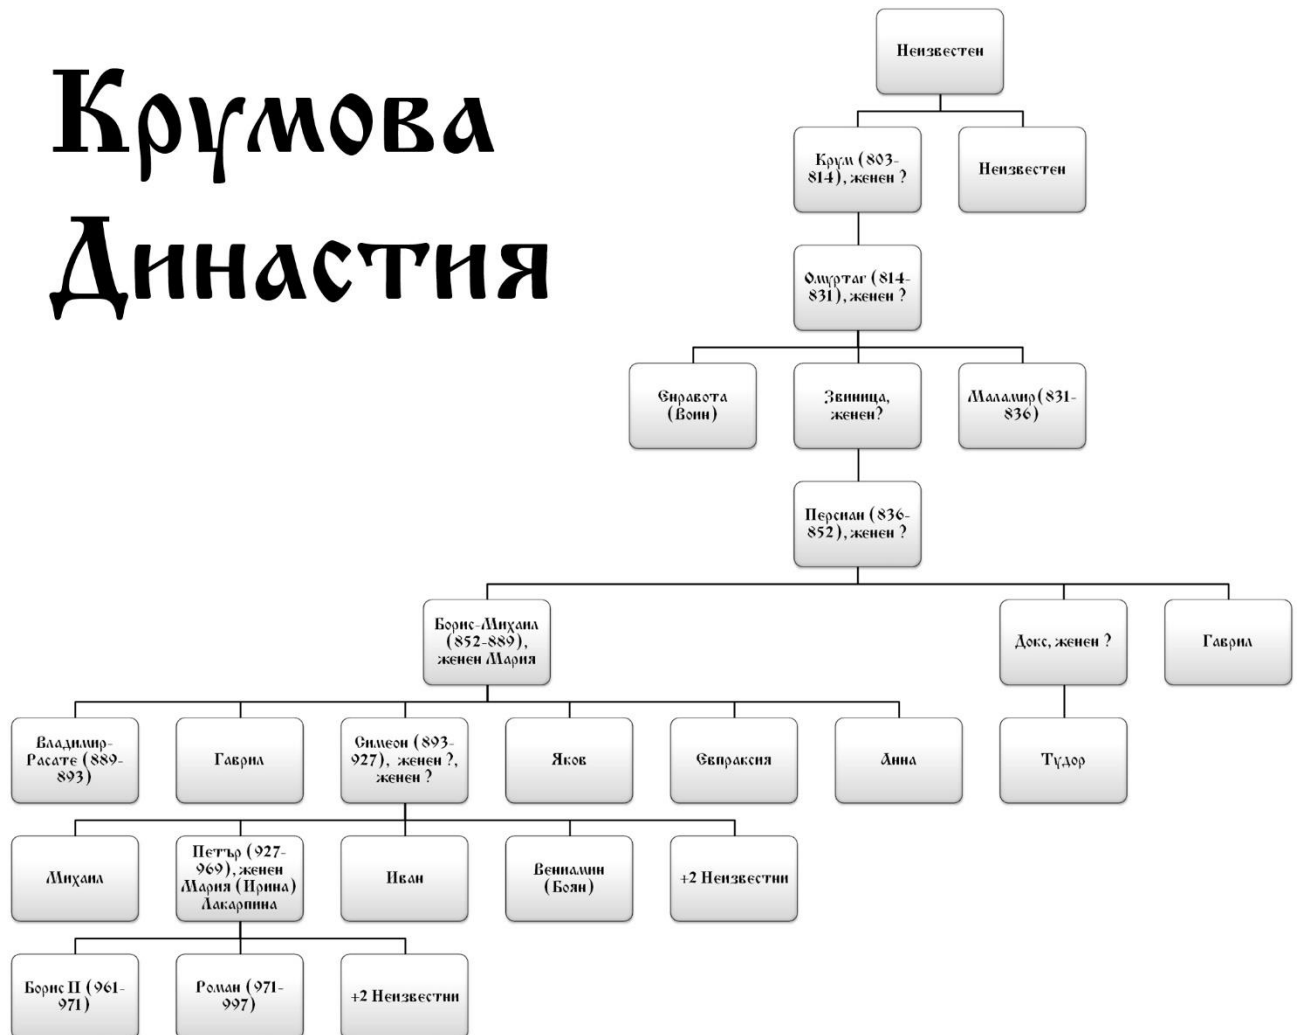 Крумова
Династия
Неизвестен
Крум (803-
814), женен ?
Неизвестен
Омуртаг (814-
831), женен ?
Енравота
(Воин)
Звиница,
женен?
Маламир(831-
836)
Персиан (836-
852), женен ?
Борис-Михаил
(852-889),
женен Мария
Докс, женен ?
Гаврил
Владимир-
Расате (889-
893)
Гаврил
Симеон (893-
927), женен ?,
женен ?
Яков
Евпраксия
Анна
Тудор
Михаил
Петър (927-
969), женен
Мария (Ирина)
Лакарпина
Иван
Вениамин
(Боян)
+2 Неизвестни
Борис II (961-
971)
Роман (971-
997)
+2 Неизвестни